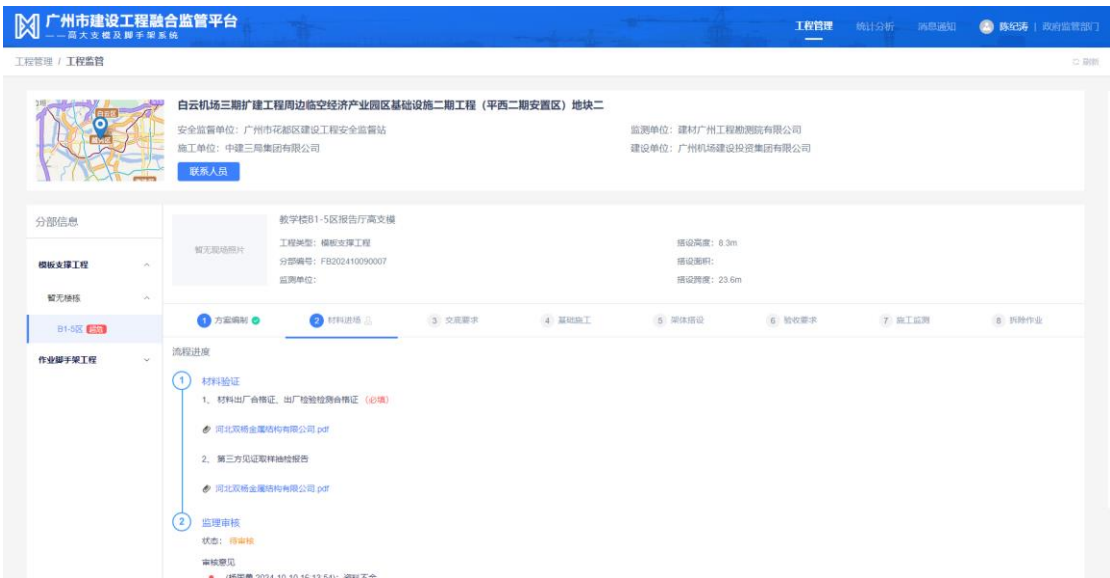 广州市建设工程融合监管平台
——高大支模及脚手架系统
工程管理 统计分析 消息通知 陈纪涛 | 政府监管部门
工程管理 / 工程监管 刷新
白云机场三期扩建工程周边临空经济产业园区基础设施二期工程（平西二期安置区）地块二
安全监督单位：广州市花都区建设工程安全监督站 监测单位：建材广州工程勘测院有限公司
施工单位：中建三局集团有限公司 建设单位：广州机场建设投资集团有限公司
联系人员
白云区
越秀区
分部信息
模板支撑工程
暂无楼栋
B1-5区
作业脚手架工程
暂无现场照片
教学楼B1-5区报告厅高支模
工程类型：模板支撑工程 搭设高度：8.3m
分部编号：FB202410090007 搭设面积：
监测单位： 搭设跨度：23.6m
1 方案编制 2 材料进场 3 交底要求 4 基础施工 5 架体搭设 6 验收要求 7 施工监测 8 拆除作业
流程进度
1 材料验证
1、 材料出厂合格证、出厂检验检测合格证 （必填）
河北双杨金属结构有限公司.pdf
2、 第三方见证取样抽检报告
河北双杨金属结构有限公司.pdf
2 监理审核
状态： 待审核
审核意见
2024-10-10 16:13:54)：资料不全